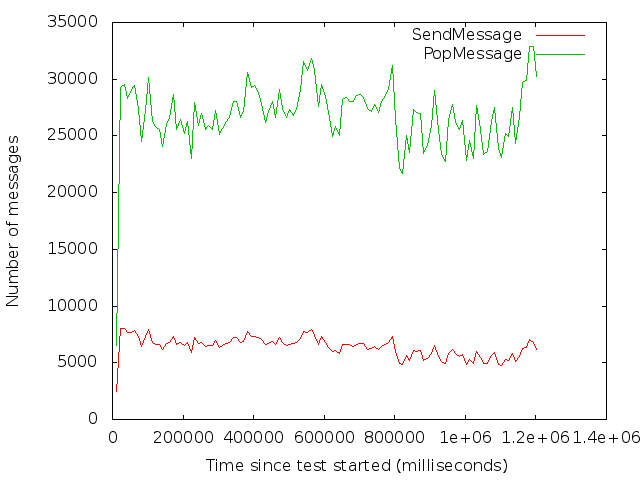 35000
30000
25000
20000
15000
10000
5000
0
SendMessage
PopMessage
Number of messages
0 200000 400000 600000 800000 1e+06 1.2e+06 1.4e+06
Time since test started (milliseconds)